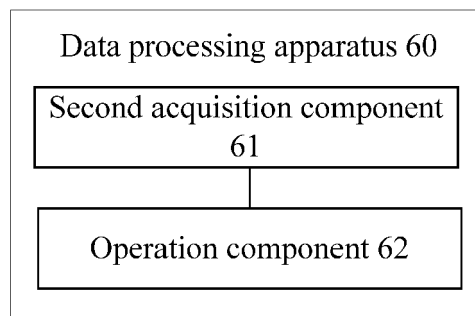 Data processing apparatus 60
Second acquisition component
61
Operation component 62